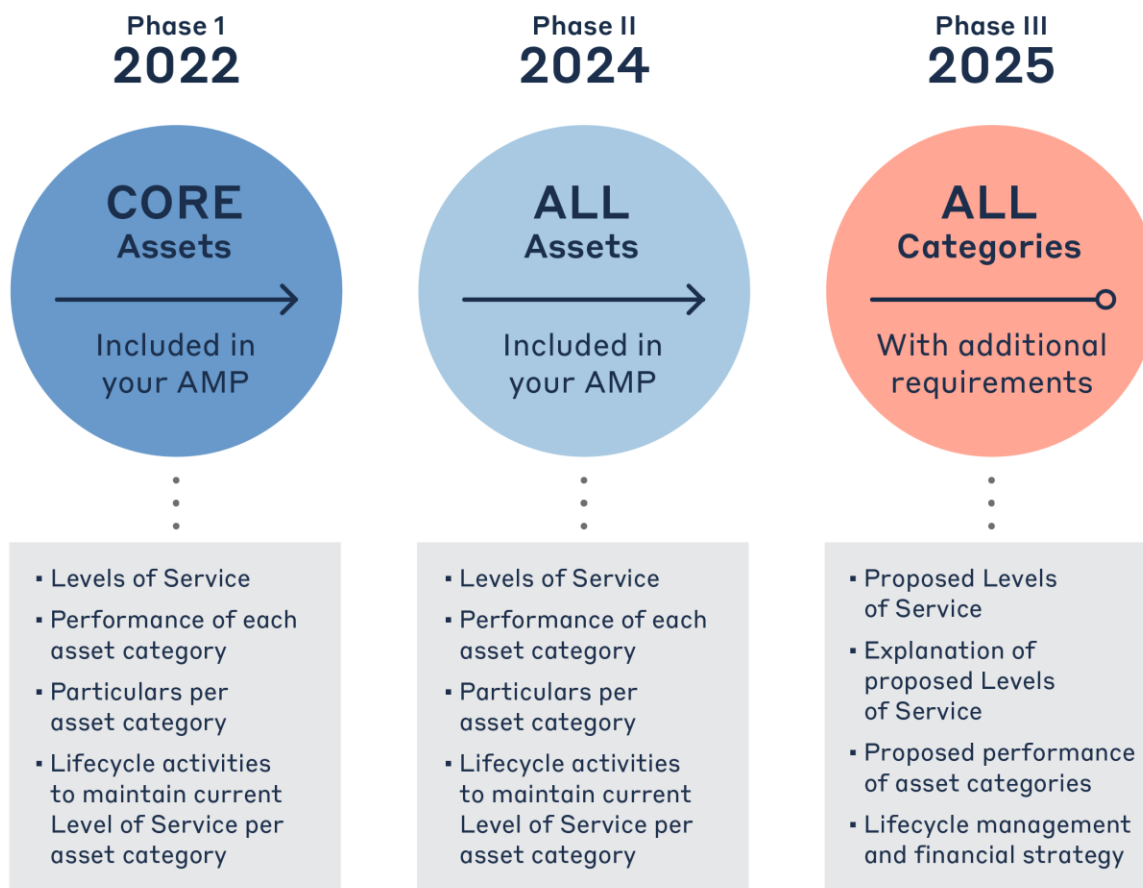 Phase 1
2022
CORE
Assets
Included in
your AMP
▪ Levels of Service
▪ Performance of each
asset category
▪ Particulars per
asset category
▪ Lifecycle activities
to maintain current
Level of Service per
asset category
Phase II
2024
ALL
Assets
Included in
your AMP
▪ Levels of Service
▪ Performance of each
asset category
▪ Particulars per
asset category
▪ Lifecycle activities
to maintain current
Level of Service per
asset category
Phase III
2025
ALL
Categories
With additional
requirements
▪ Proposed Levels
of Service
▪ Explanation of
proposed Levels
of Service
▪ Proposed performance
of asset categories
▪ Lifecycle management
and financial strategy